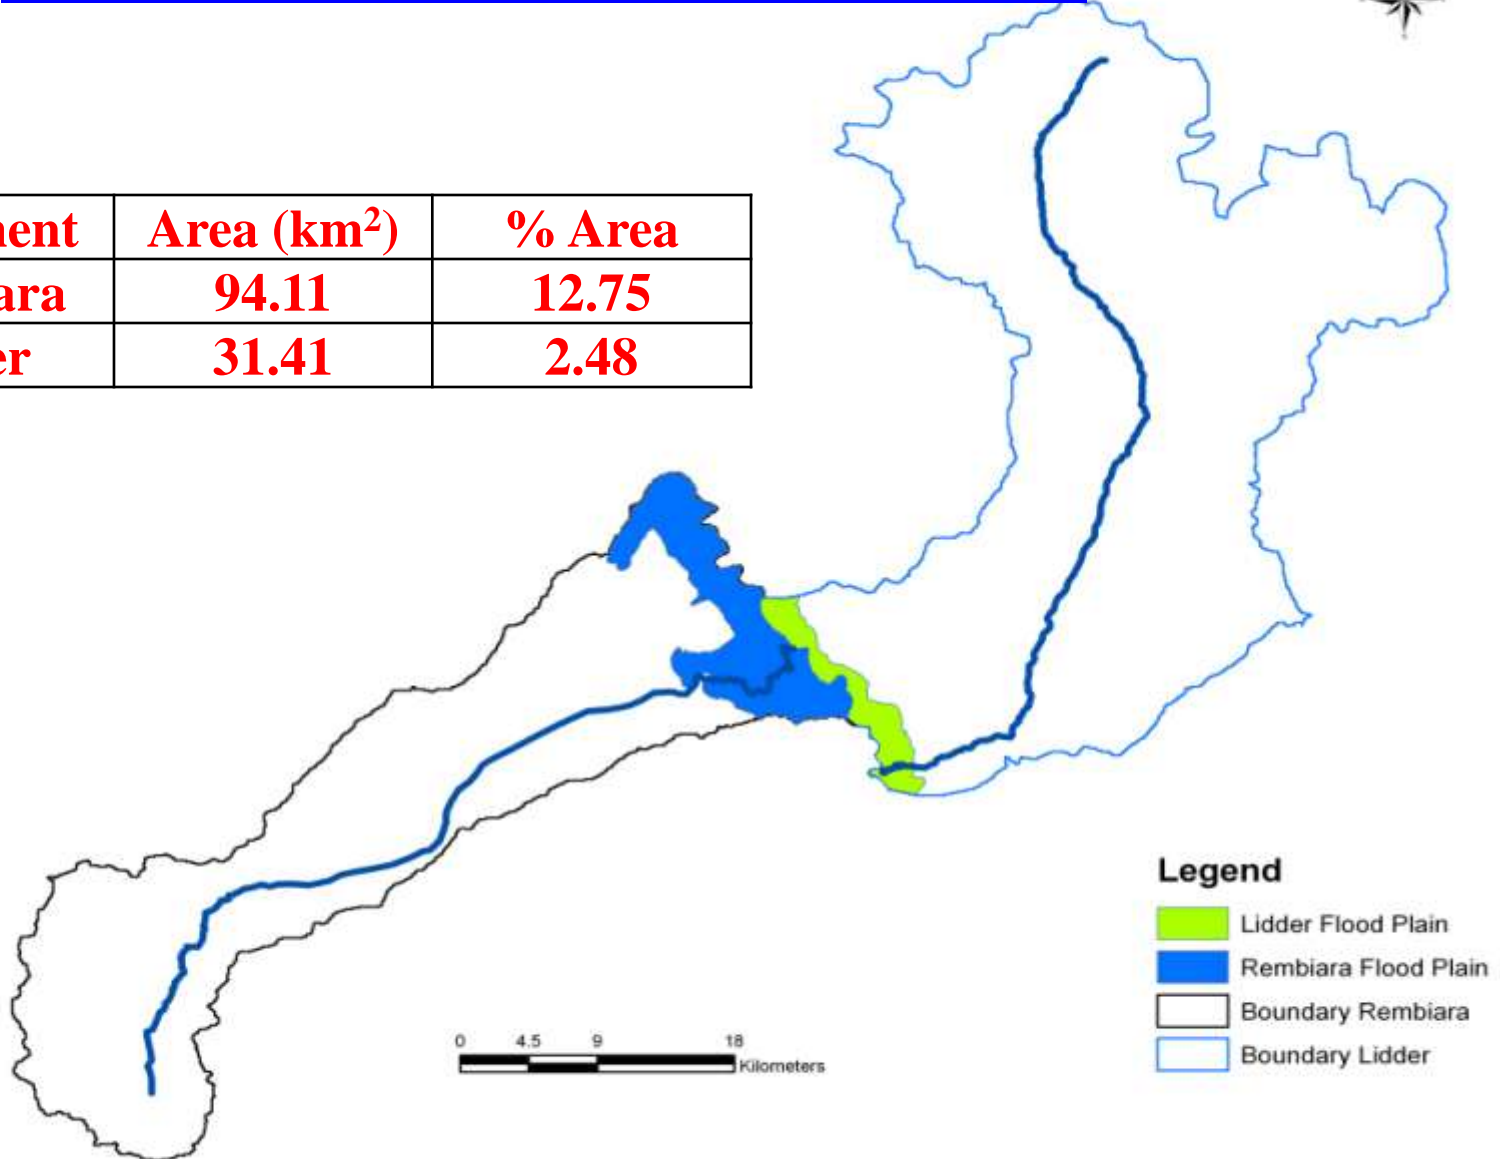 ment Area (km²) % Area
ara 94.11 12.75
er 31.41 2.48
Legend
Lidder Flood Plain
Rembiara Flood Plain
Boundary Rembiara
Boundary Lidder
0 4.5 9 18
Kilometers